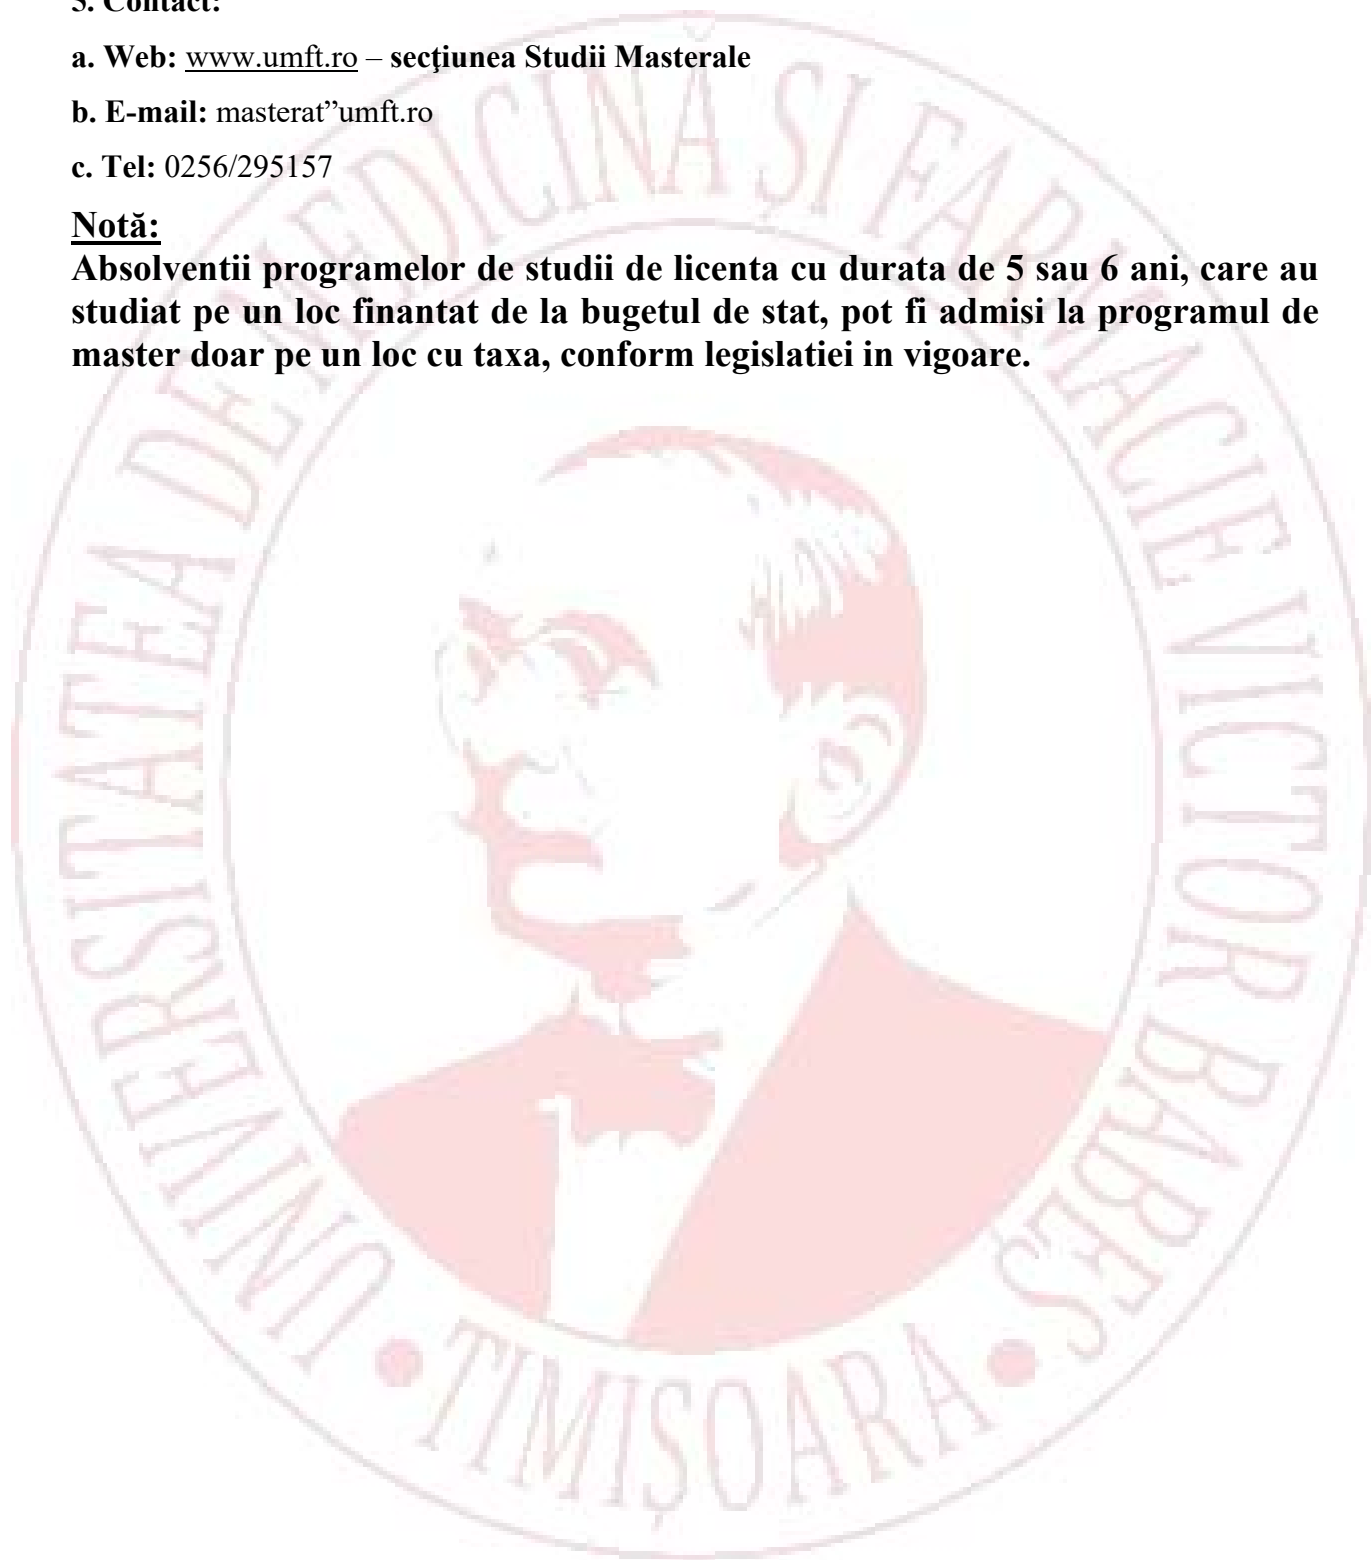 5. Contact:
a. Web: www.umft.ro – secţiunea Studii Masterale
b. E-mail: masterat”umft.ro
c. Tel: 0256/295157
Notă:
Absolventii programelor de studii de licenta cu durata de 5 sau 6 ani, care au
studiat pe un loc finantat de la bugetul de stat, pot fi admisi la programul de
master doar pe un loc cu taxa, conform legislatiei in vigoare.
UNIVERSITATEA DE MEDICINĂ ȘI FARMACIE VICTOR BABEȘ
• TIMIȘOARA •